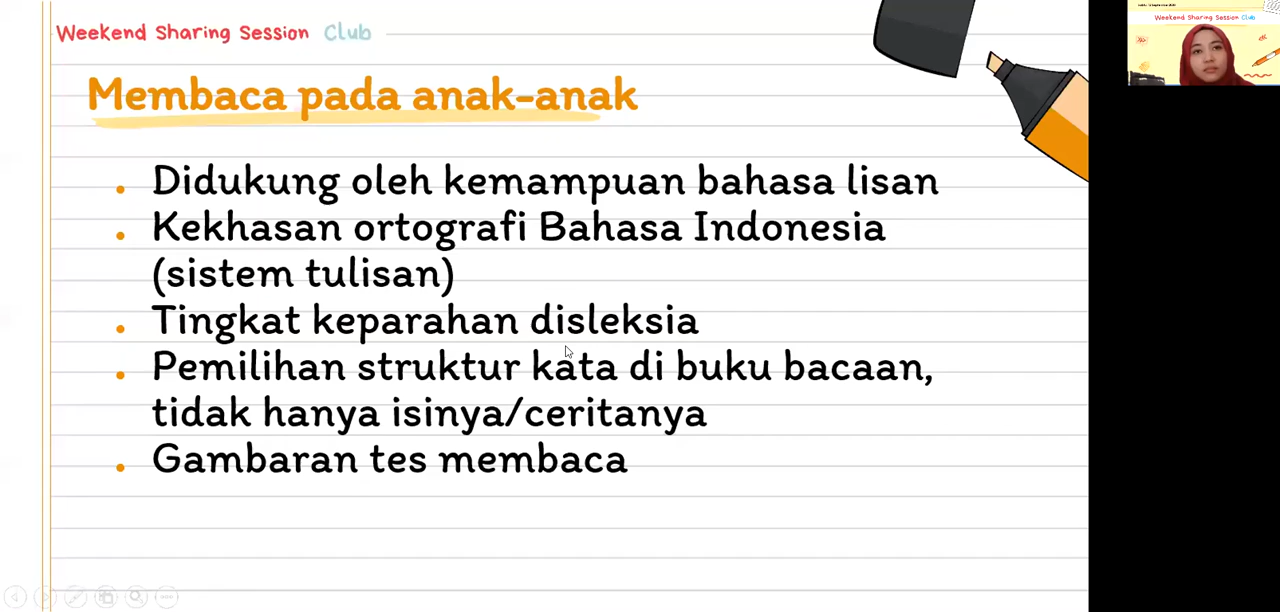 Weekend Sharing Session Club
Membaca pada anak-anak
• Didukung oleh kemampuan bahasa lisan
• Kekhasan ortografi Bahasa Indonesia
(sistem tulisan)
• Tingkat keparahan disleksia
• Pemilihan struktur kata di buku bacaan,
tidak hanya isinya/ceritanya
• Gambaran tes membaca
Weekend Sharing Session Club